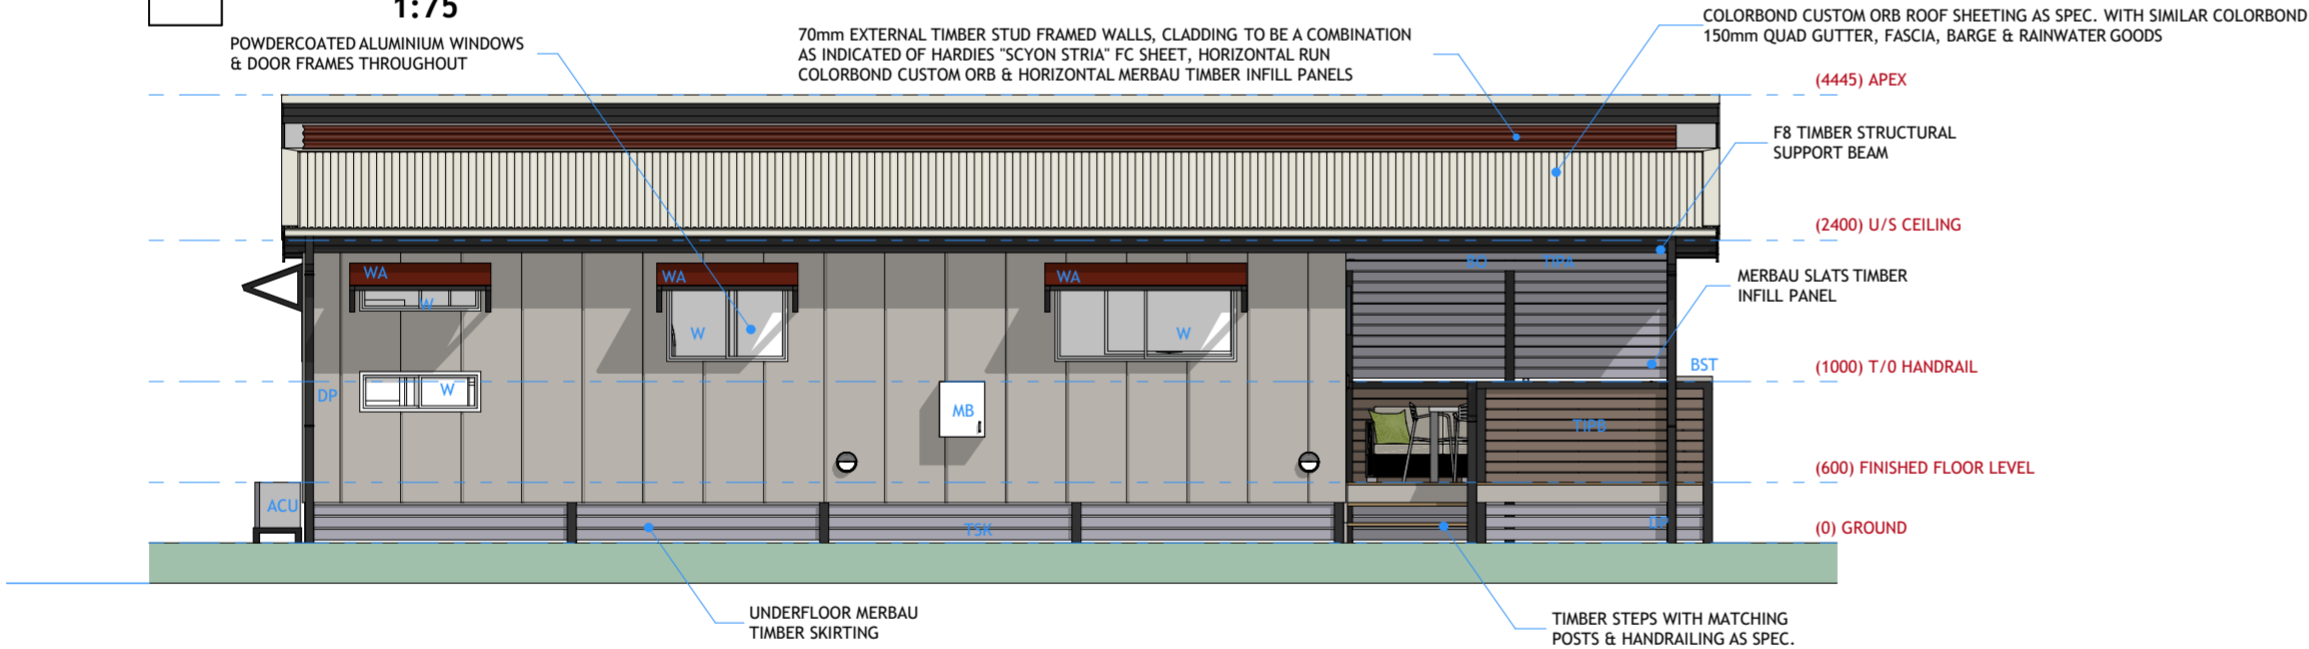 1:75
POWDERCOATED ALUMINIUM WINDOWS
& DOOR FRAMES THROUGHOUT
70mm EXTERNAL TIMBER STUD FRAMED WALLS, CLADDING TO BE A COMBINATION
AS INDICATED OF HARDIES "SCYON STRIA" FC SHEET, HORIZONTAL RUN
COLORBOND CUSTOM ORB & HORIZONTAL MERBAU TIMBER INFILL PANELS
COLORBOND CUSTOM ORB ROOF SHEETING AS SPEC. WITH SIMILAR COLORBOND
150mm QUAD GUTTER, FASCIA, BARGE & RAINWATER GOODS
(4445) APEX
F8 TIMBER STRUCTURAL
SUPPORT BEAM
(2400) U/S CEILING
MERBAU SLATS TIMBER
INFILL PANEL
WA
WA
WA
TIPA
W
W
W
BST
(1000) T/0 HANDRAIL
DP
W
MB
TIPB
(600) FINISHED FLOOR LEVEL
ACU
TSK
DP
(0) GROUND
UNDERFLOOR MERBAU
TIMBER SKIRTING
TIMBER STEPS WITH MATCHING
POSTS & HANDRAILING AS SPEC.